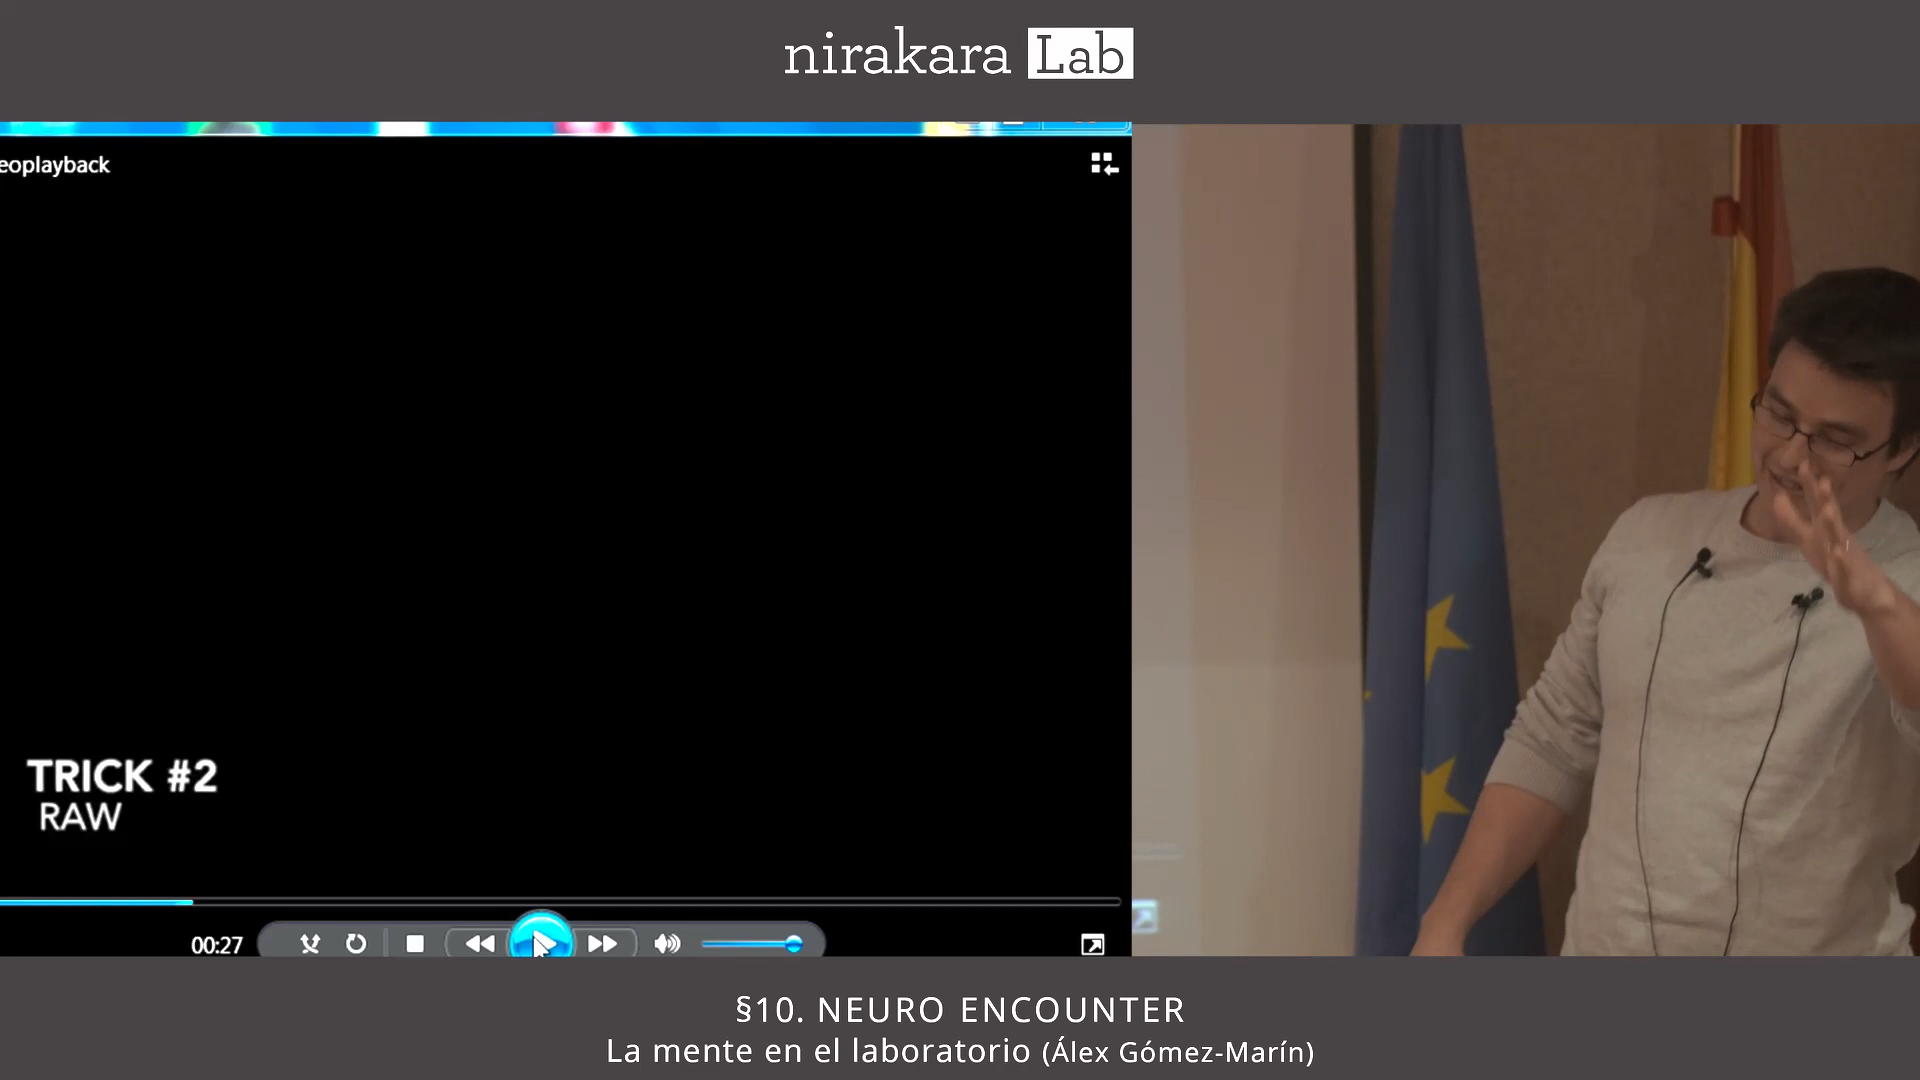 nirakara Lab
eoplayback
TRICK #2
RAW
00:27
§10. NEURO ENCOUNTER
La mente en el laboratorio (Álex Gómez-Marín)